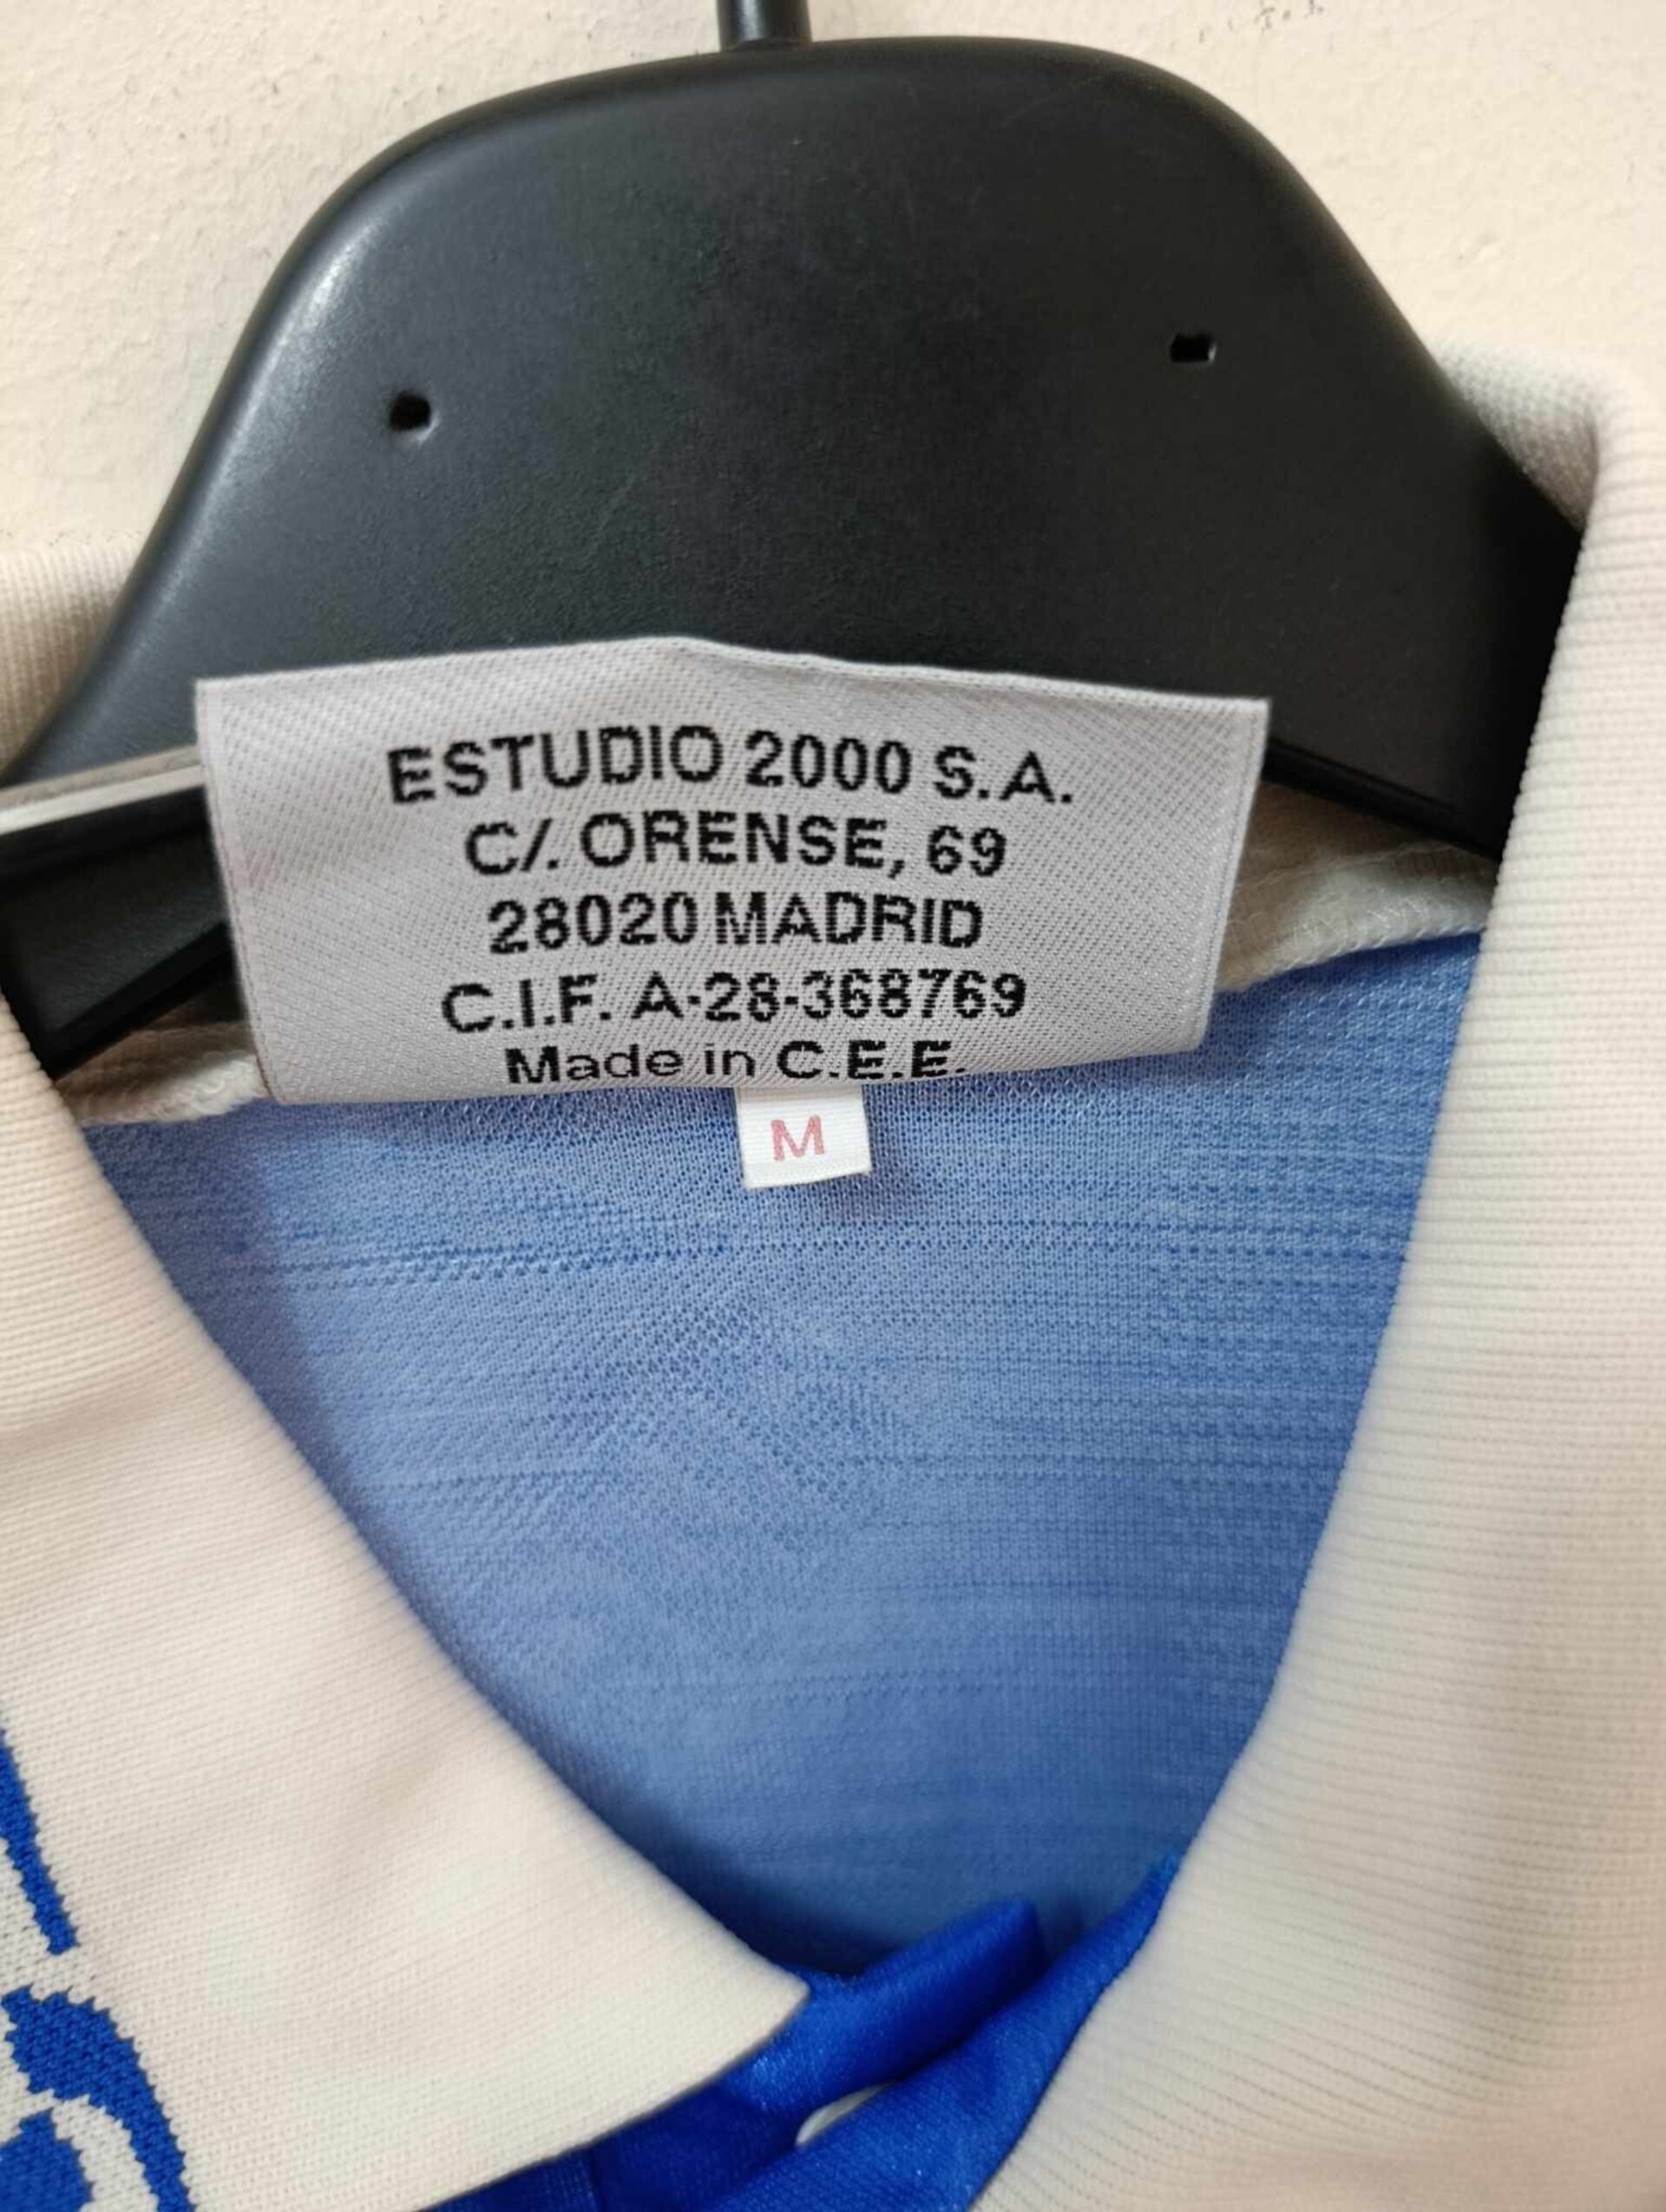 ESTUDIO 2000 S.A.
C/. ORENSE, 69
28020 MADRID
C.I.F. A-28-368769
Made in C.E.E.
M